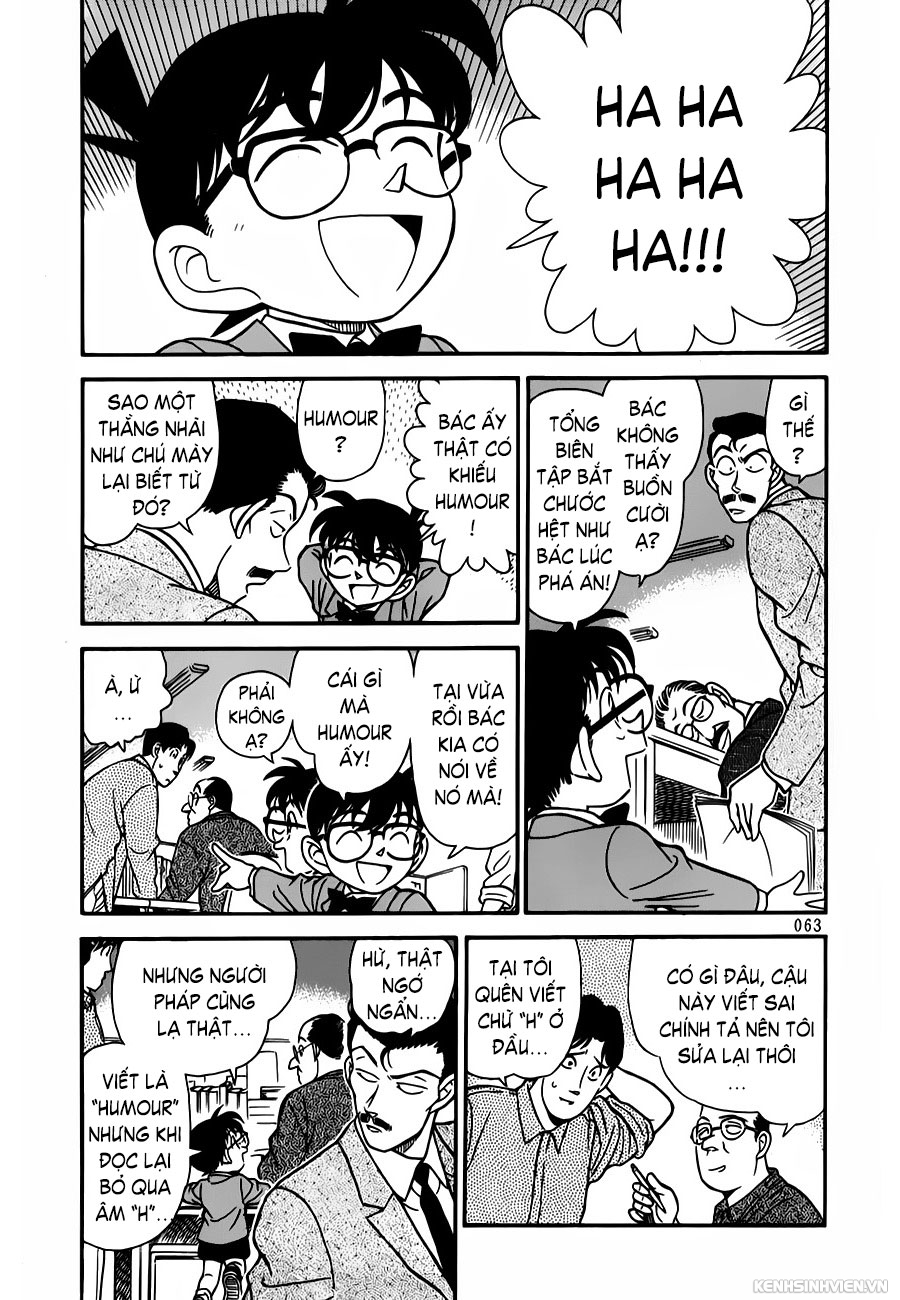 HA HA
HA HA
HA!!!
GÌ
THẾ
?
BÁC
KHÔNG
THẤY
BUỒN
CƯỜI
Ạ?
TỔNG
BIÊN
TẬP BẮT
CHƯỚC
HỆT NHƯ
BÁC LÚC
PHÁ ÁN!
BÁC ẤY
THẬT CÓ
KHIẾU
HUMOUR
!
HUMOUR
?
SAO MỘT
THẰNG NHẢI
NHƯ CHÚ MÀY
LẠI BIẾT TỪ
ĐÓ?
TẠI VỪA
RỒI BÁC
KIA CÓ
NÓI VỀ
NÓ MÀ!
CÁI GÌ
MÀ
HUMOUR
ẤY!
PHẢI
KHÔNG
Ạ?
À, Ừ
...
063
CÓ GÌ ĐÂU, CẬU
NÀY VIẾT SAI
CHÍNH TẢ NÊN TÔI
SỬA LẠI THÔI
...
TẠI TÔI
QUÊN VIẾT
CHỮ "H" Ở
ĐẦU...
HỪ, THẬT
NGỚ
NGẨN...
NHƯNG NGƯỜI
PHÁP CŨNG
LẠ THẬT...
VIẾT LÀ
"HUMOUR"
NHƯNG KHI
ĐỌC LẠI
BỎ QUA
ÂM "H"...
KENHSINHVIEN.VN